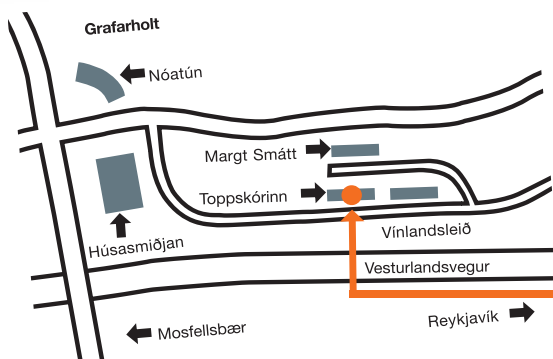 Grafarholt
Nóatún
Margt Smátt
Toppskórinn
Vínlandsleið
Húsasmiðjan
Vesturlandsvegur
Reykjavík
Mosfellsbær